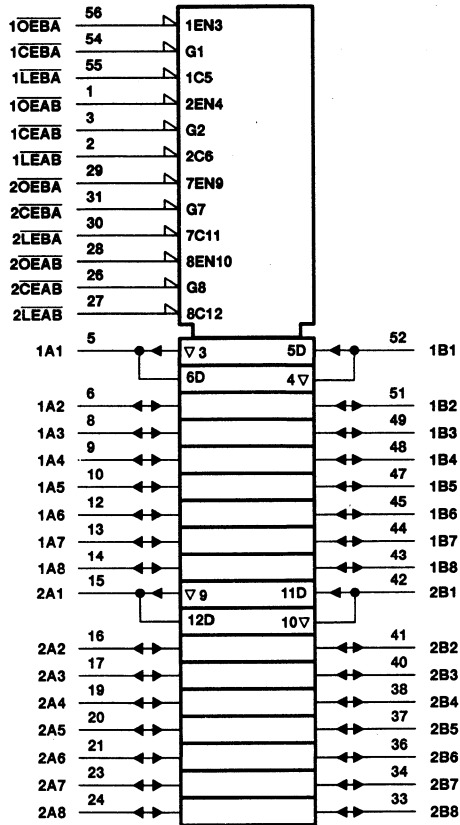 1OEBA 56 1EN3
1CEBA 54 G1
1LEBA 55 1C5
1OEAB 1 2EN4
1CEAB 3 G2
1LEAB 2 2C6
2OEBA 29 7EN9
2CEBA 31 G7
2LEBA 30 7C11
2OEAB 28 8EN10
2CEAB 26 G8
2LEAB 27 8C12
1A1 5 ▽ 3 5D 52 1B1
6D 4 ▽
1A2 6 51 1B2
1A3 8 49 1B3
1A4 9 48 1B4
1A5 10 47 1B5
1A6 12 45 1B6
1A7 13 44 1B7
1A8 14 43 1B8
2A1 15 ▽ 9 11D 42 2B1
12D 10 ▽
2A2 16 41 2B2
2A3 17 40 2B3
2A4 19 38 2B4
2A5 20 37 2B5
2A6 21 36 2B6
2A7 23 34 2B7
2A8 24 33 2B8